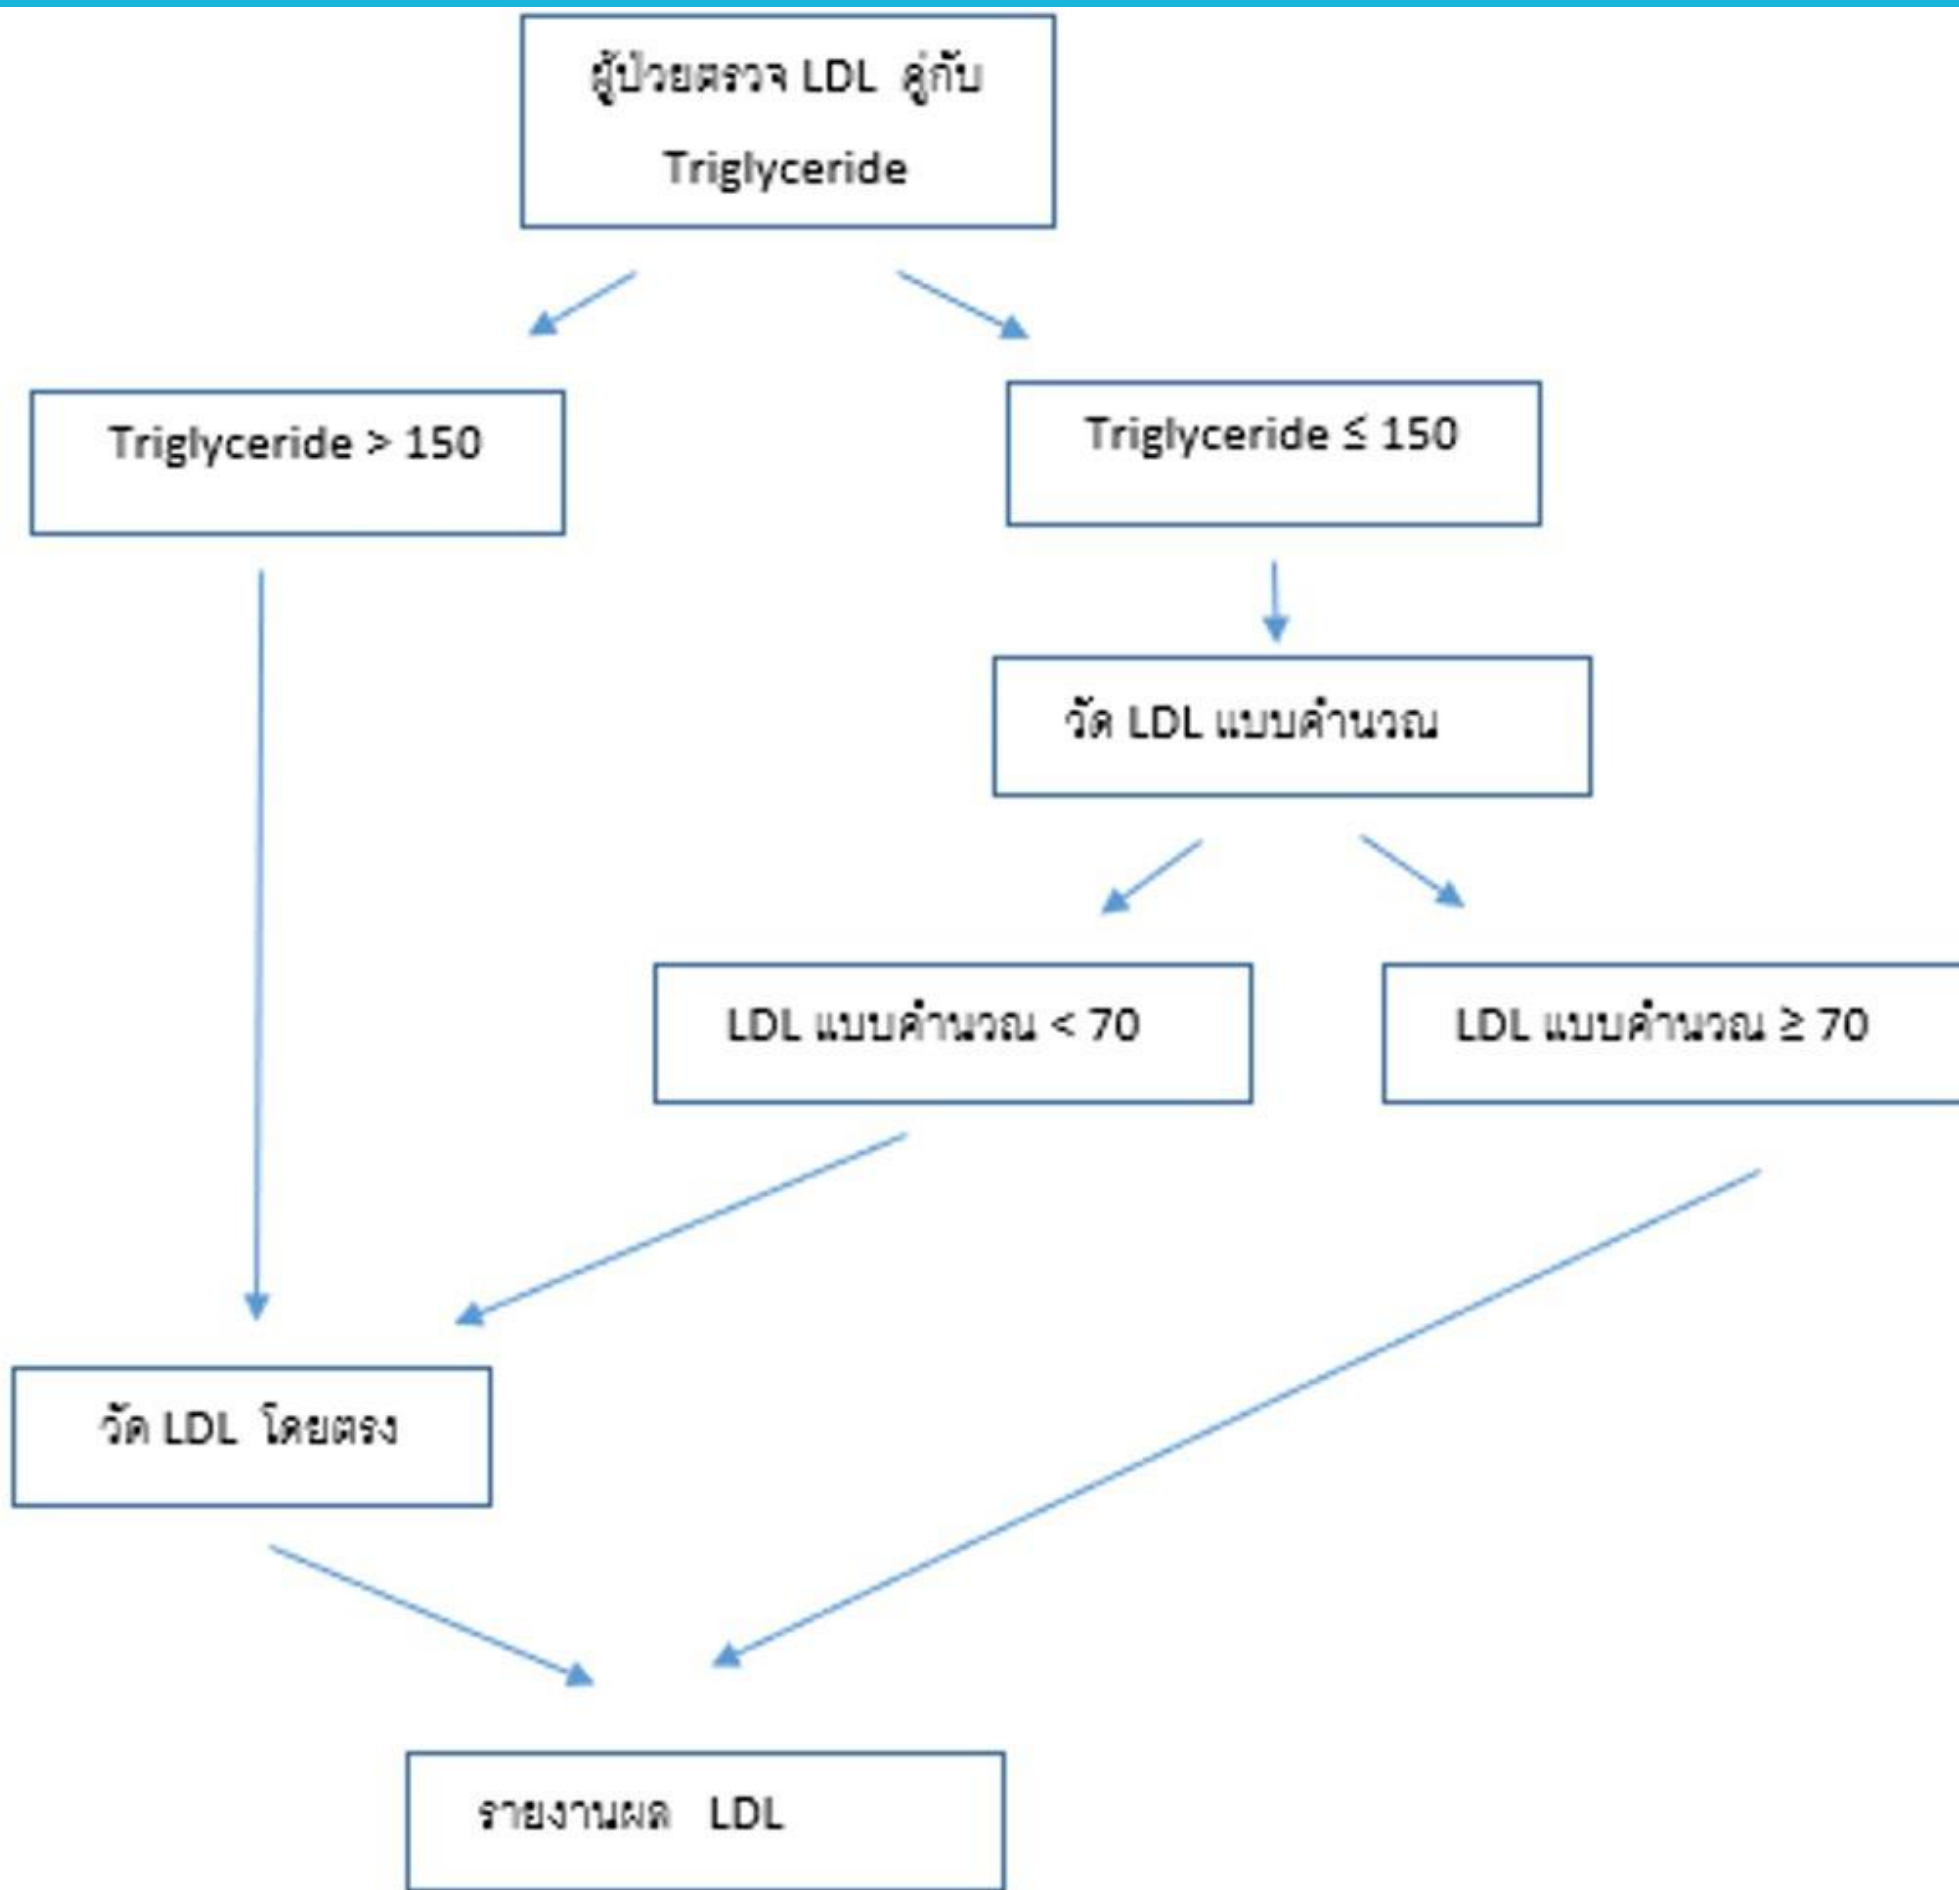 ผู้ป่วยตรวจ LDL คู่กับ
Triglyceride
Triglyceride > 150
Triglyceride ≤ 150
วัด LDL แบบคำนวณ
LDL แบบคำนวณ < 70
LDL แบบคำนวณ ≥ 70
วัด LDL โดยตรง
รายงานผล LDL